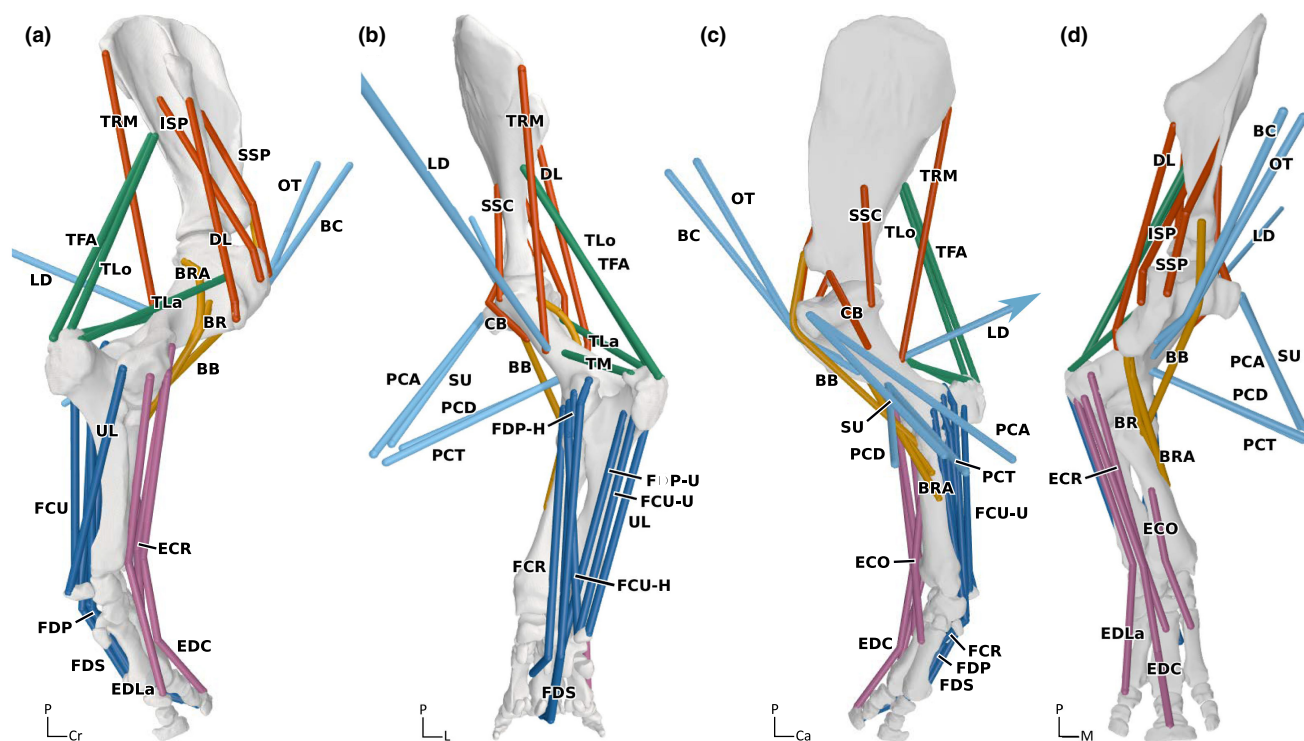 (a)
TRM
ISP
SSP
OT
BC
TFA
TLo
DL
LD
BRA
TLa
BR
BB
UL
FCU
ECR
FDP
EDC
FDS
EDLa
P
Cr
(b)
TRM
LD
DL
SSC
TLo
TFA
CB
TLa
TM
BB
PCA
SU
PCD
FDP-H
PCT
FCU-U
UL
FCR
FCU-H
FDS
P
L
(c)
TRM
OT
SSC
BC
TLo
TFA
CB
LD
BB
SU
PCA
PCD
PCT
BRA
FCU-U
ECO
EDC
FCR
FDP
FDS
P
Ca
(d)
BC
DL
OT
ISP
LD
SSP
BB
SU
PCA
PCD
BR
PCT
BRA
ECR
ECO
EDLa
EDC
P
M